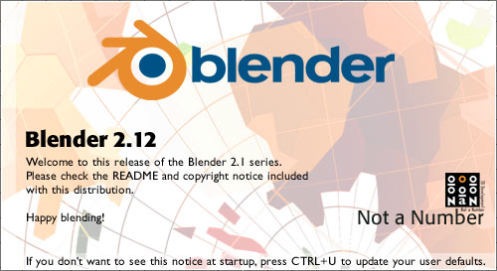 blender
Blender 2.12
Welcome to this release of the Blender 2.1 series.
Please check the README and copyright notice included
with this distribution.
Happy blending!
Not a Number
If you don't want to see this notice at startup, press CTRL+U to update your user defaults.